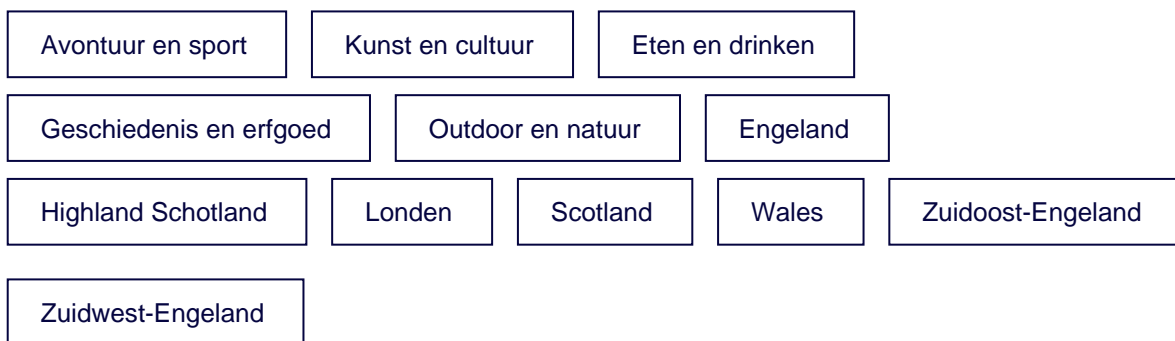 Avontuur en sport Kunst en cultuur Eten en drinken
Geschiedenis en erfgoed Outdoor en natuur Engeland
Highland Schotland Londen Scotland Wales Zuidoost-Engeland
Zuidwest-Engeland